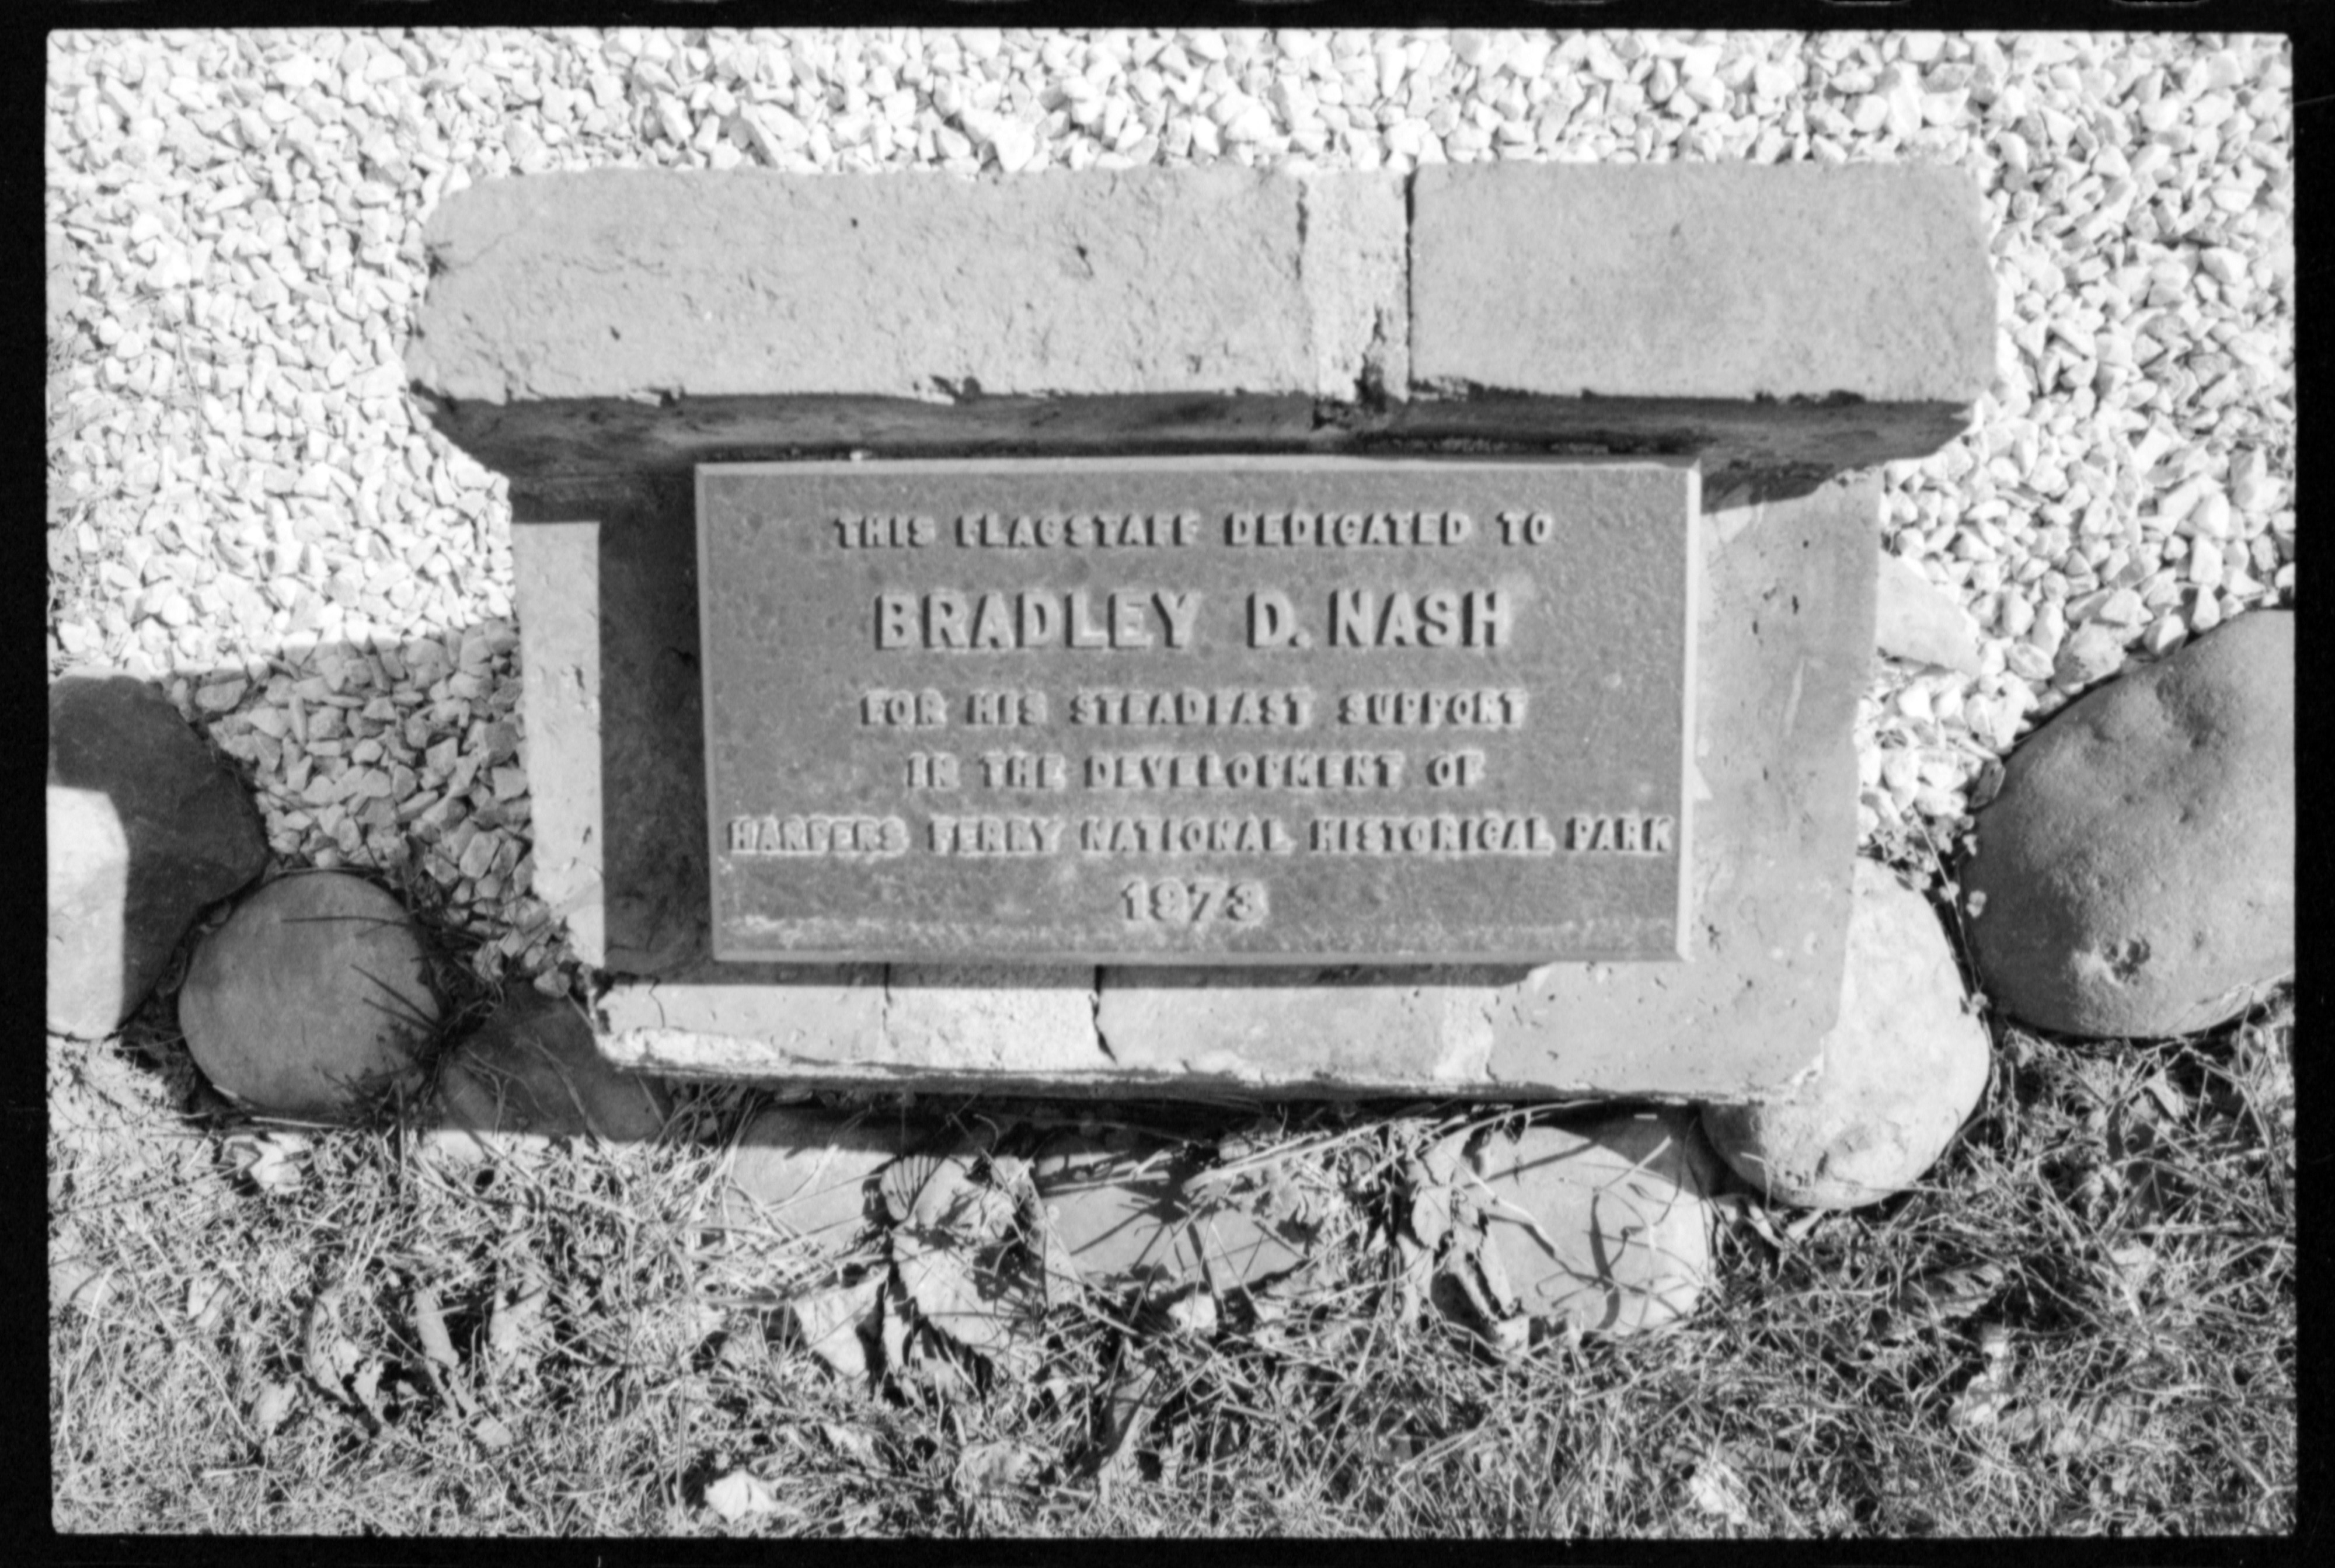 THIS FLAGSTAFF DEDICATED TO
BRADLEY D. NASH
FOR HIS STEADFAST SUPPORT
IN THE DEVELOPMENT OF
HARPERS FERRY NATIONAL HISTORICAL PARK
1973